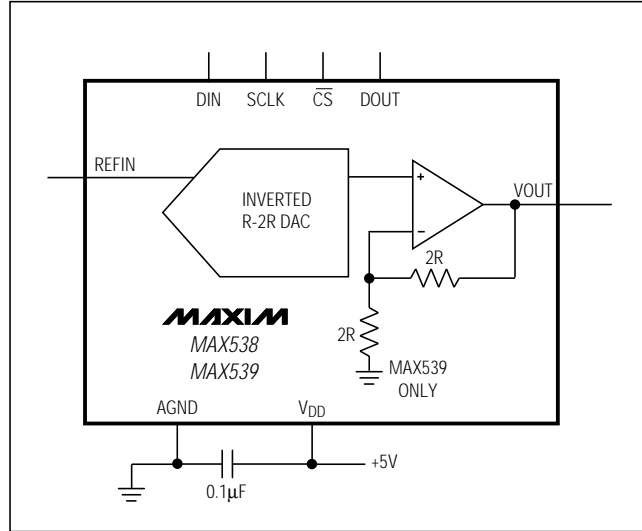 DIN SCLK CS DOUT
REFIN
INVERTED
R-2R DAC
+
−
VOUT
2R
2R
MAXIM
MAX538
MAX539
MAX539
ONLY
AGND
VDD
+5V
0.1µF